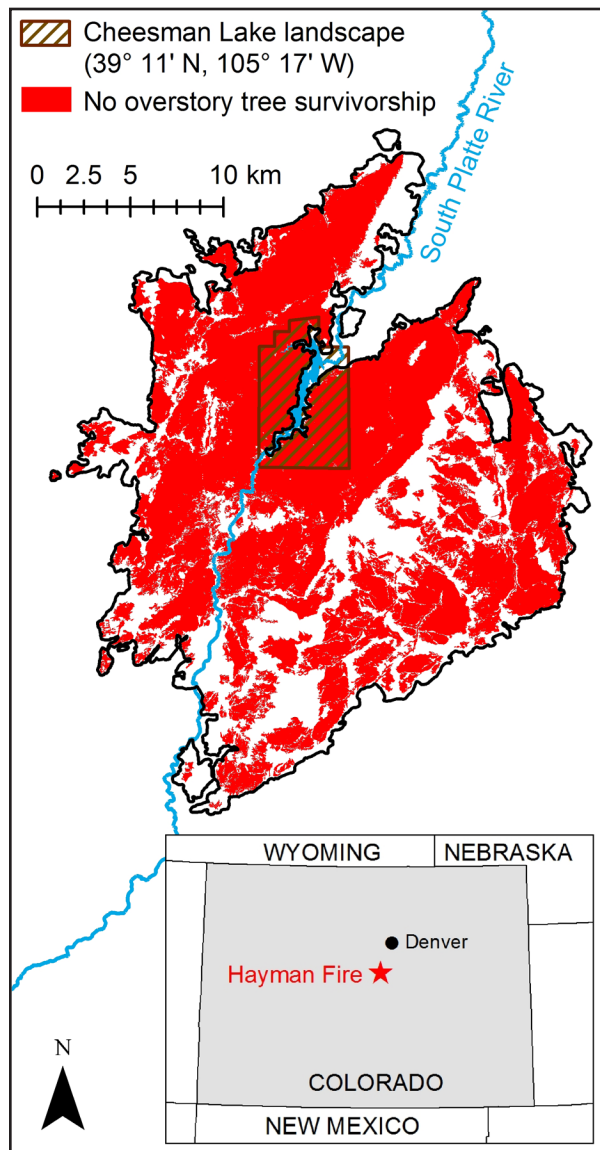 Cheesman Lake landscape
(39° 11' N, 105° 17' W)
No overstory tree survivorship
0 2.5 5 10 km
South Platte River
WYOMING
NEBRASKA
Denver
Hayman Fire
COLORADO
NEW MEXICO
N